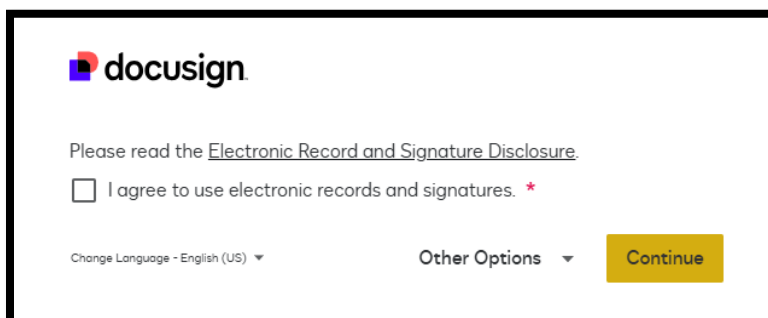 docusign
Please read the Electronic Record and Signature Disclosure.
I agree to use electronic records and signatures. *
Change Language - English (US)
Other Options
Continue